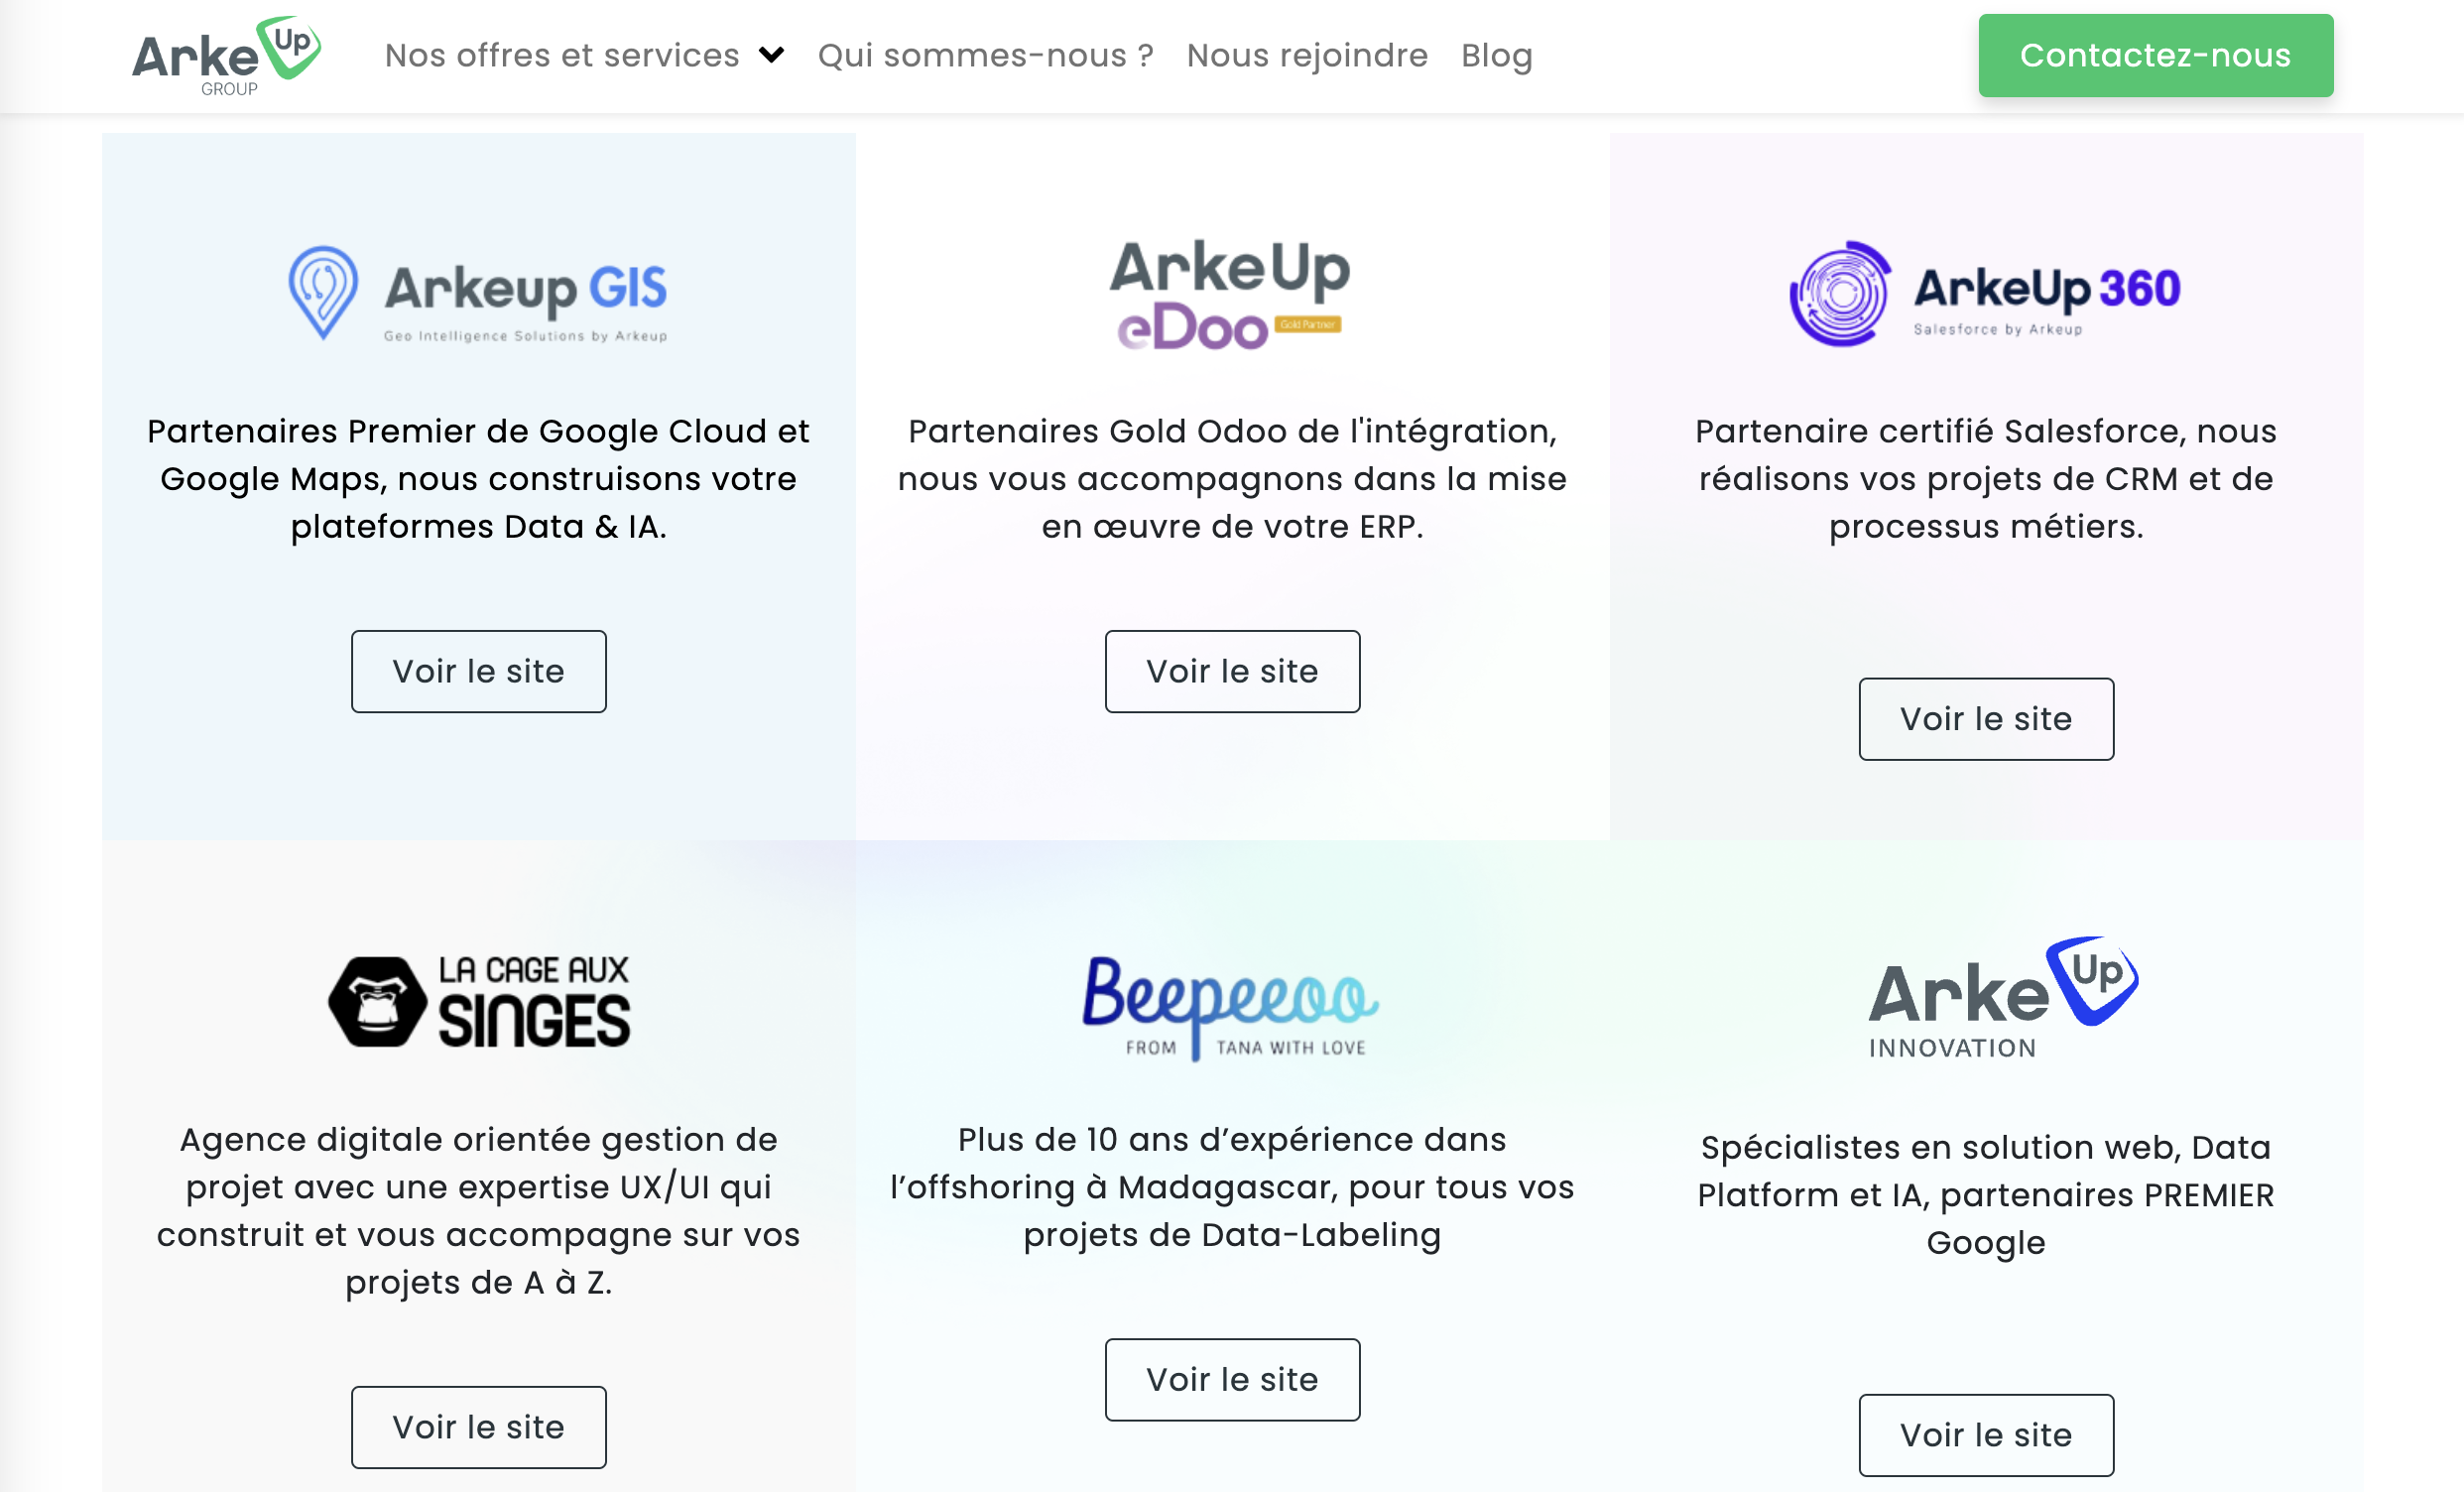 Arke Up
GROUP
Nos offres et services
Qui sommes-nous ?
Nous rejoindre
Blog
Contactez-nous
Arkeup GIS
Geo Intelligence Solutions by Arkeup
Partenaires Premier de Google Cloud et
Google Maps, nous construisons votre
plateformes Data & IA.
Voir le site
ArkeUp
eDoo Gold Partner
Partenaires Gold Odoo de l'intégration,
nous vous accompagnons dans la mise
en œuvre de votre ERP.
Voir le site
ArkeUp 360
Salesforce by Arkeup
Partenaire certifié Salesforce, nous
réalisons vos projets de CRM et de
processus métiers.
Voir le site
LA CAGE AUX
SINGES
Agence digitale orientée gestion de
projet avec une expertise UX/UI qui
construit et vous accompagne sur vos
projets de A à Z.
Voir le site
Beepeeoo
FROM TANA WITH LOVE
Plus de 10 ans d’expérience dans
l’offshoring à Madagascar, pour tous vos
projets de Data-Labeling
Voir le site
Arke Up
INNOVATION
Spécialistes en solution web, Data
Platform et IA, partenaires PREMIER
Google
Voir le site